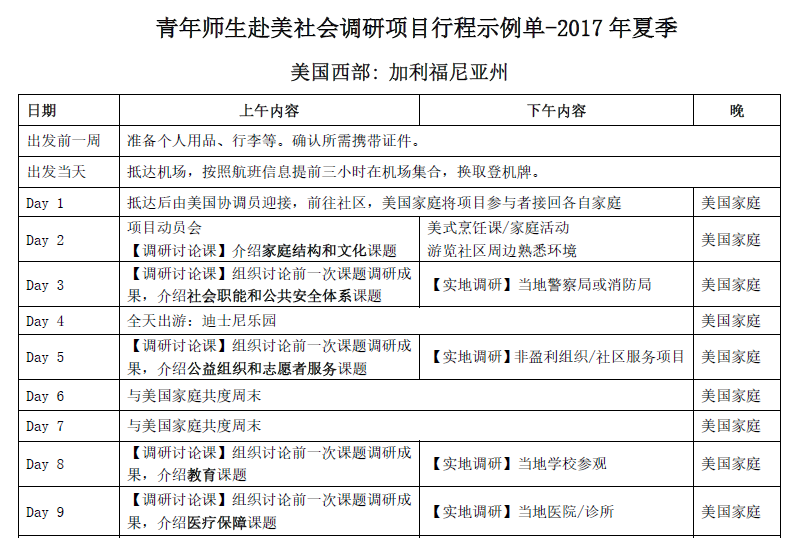 青年师生赴美社会调研项目行程示例单-2017 年夏季
美国西部: 加利福尼亚州
日期 上午内容 下午内容 晚
出发前一周 准备个人用品、行李等。确认所需携带证件。
出发当天 抵达机场，按照航班信息提前三小时在机场集合，换取登机牌。
Day 1 抵达后由美国协调员迎接，前往社区，美国家庭将项目参与者接回各自家庭 美国家庭
Day 2 项目动员会
【调研讨论课】介绍家庭结构和文化课题
美式烹饪课/家庭活动
游览社区周边熟悉环境
美国家庭
Day 3 【调研讨论课】组织讨论前一次课题调研成
果，介绍社会职能和公共安全体系课题
【实地调研】当地警察局或消防局 美国家庭
Day 4 全天出游: 迪士尼乐园 美国家庭
Day 5 【调研讨论课】组织讨论前一次课题调研成
果，介绍公益组织和志愿者服务课题
【实地调研】非盈利组织/社区服务项目 美国家庭
Day 6 与美国家庭共度周末 美国家庭
Day 7 与美国家庭共度周末 美国家庭
Day 8 【调研讨论课】组织讨论前一次课题调研成
果，介绍教育课题
【实地调研】当地学校参观 美国家庭
Day 9 【调研讨论课】组织讨论前一次课题调研成
果，介绍医疗保障课题
【实地调研】当地医院/诊所 美国家庭